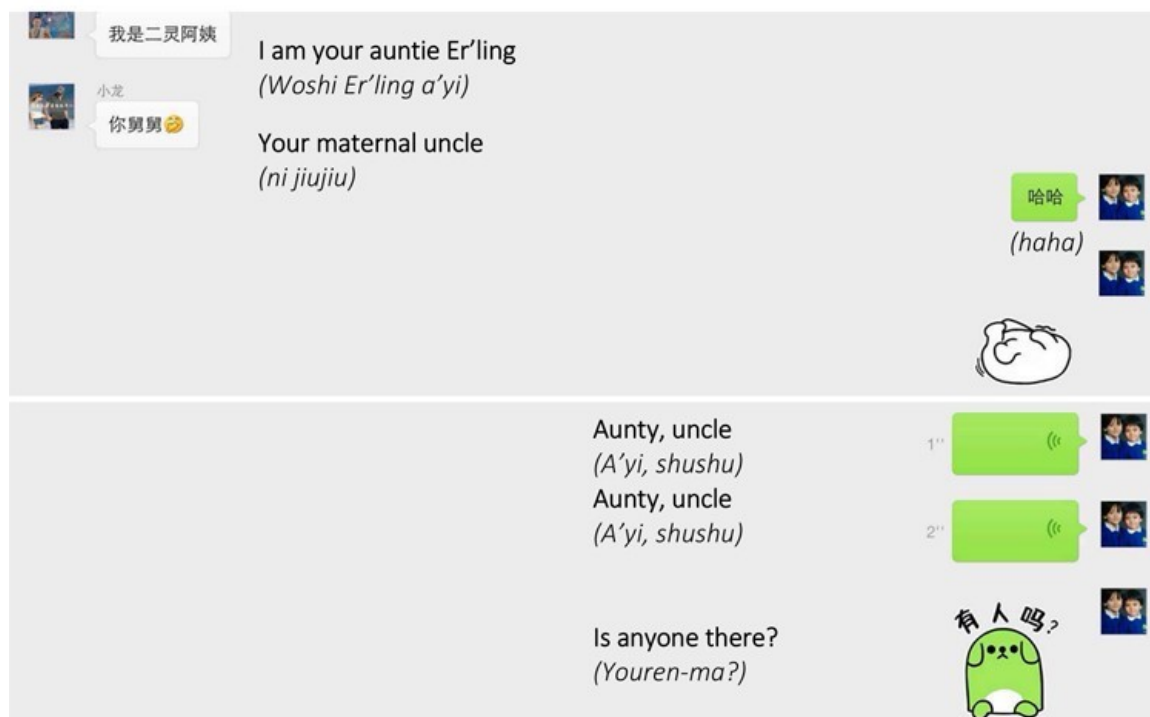 我是二灵阿姨
I am your auntie Er’ling
(Woshi Er’ling a’yi)
小龙
你舅舅🤔
Your maternal uncle
(ni jiujiu)
哈哈
(haha)
Aunty, uncle
(A’yi, shushu)
1''
Aunty, uncle
(A’yi, shushu)
2''
有人吗?
Is anyone there?
(Youren-ma?)